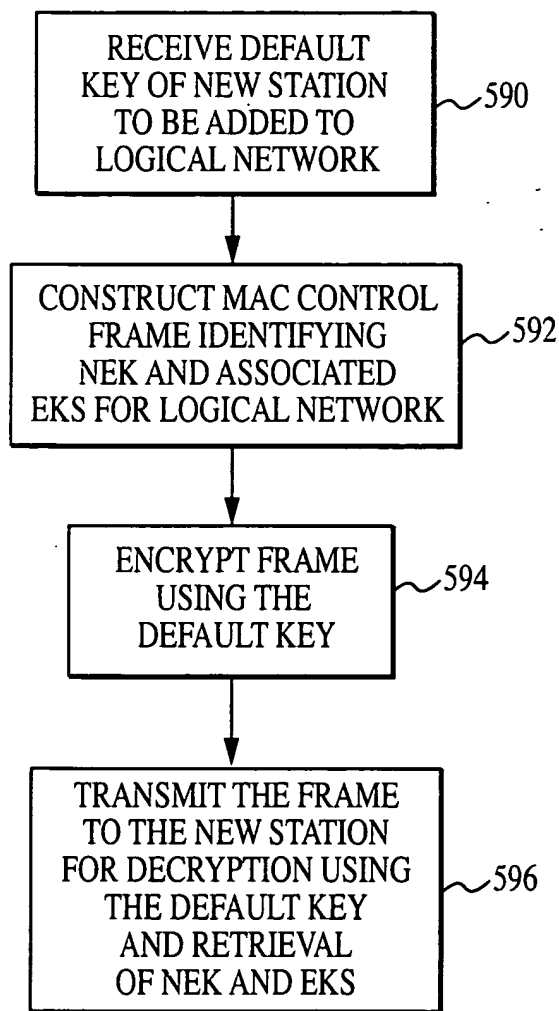 RECEIVE DEFAULT
KEY OF NEW STATION
TO BE ADDED TO
LOGICAL NETWORK
590
CONSTRUCT MAC CONTROL
FRAME IDENTIFYING
NEK AND ASSOCIATED
EKS FOR LOGICAL NETWORK
592
ENCRYPT FRAME
USING THE
DEFAULT KEY
594
TRANSMIT THE FRAME
TO THE NEW STATION
FOR DECRYPTION USING
THE DEFAULT KEY
AND RETRIEVAL
OF NEK AND EKS
596